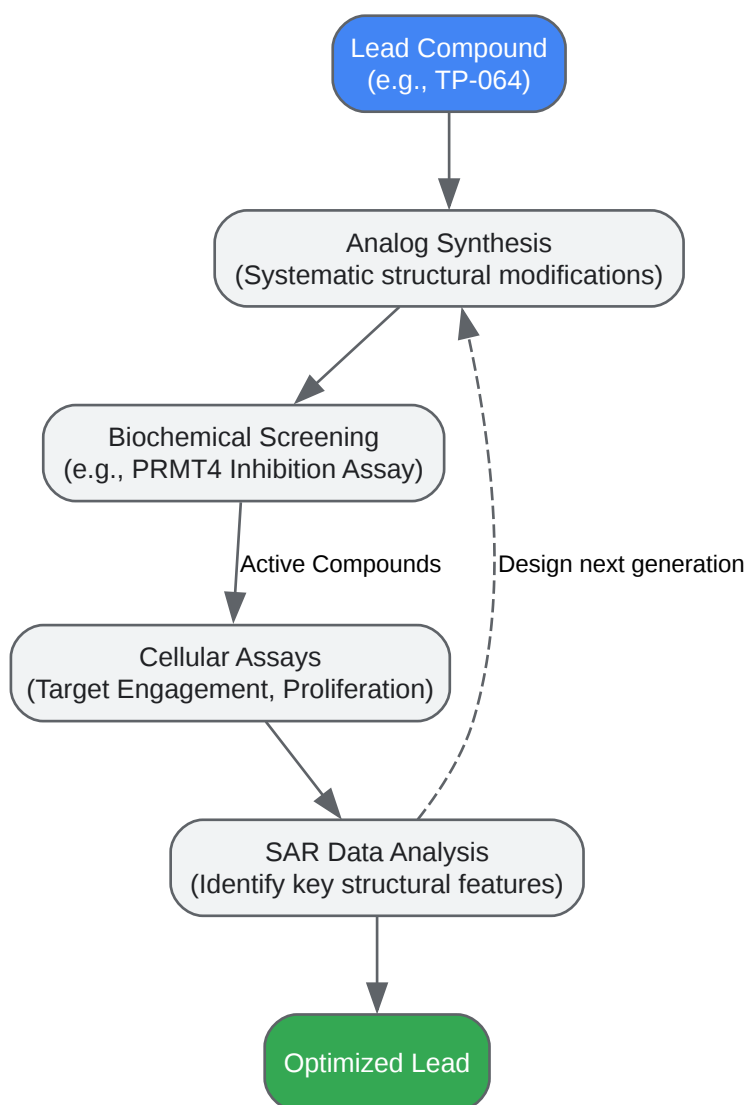 Lead Compound
(e.g., TP-064)
Analog Synthesis
(Systematic structural modifications)
Biochemical Screening
(e.g., PRMT4 Inhibition Assay)
Active Compounds
Design next generation
Cellular Assays
(Target Engagement, Proliferation)
SAR Data Analysis
(Identify key structural features)
Optimized Lead